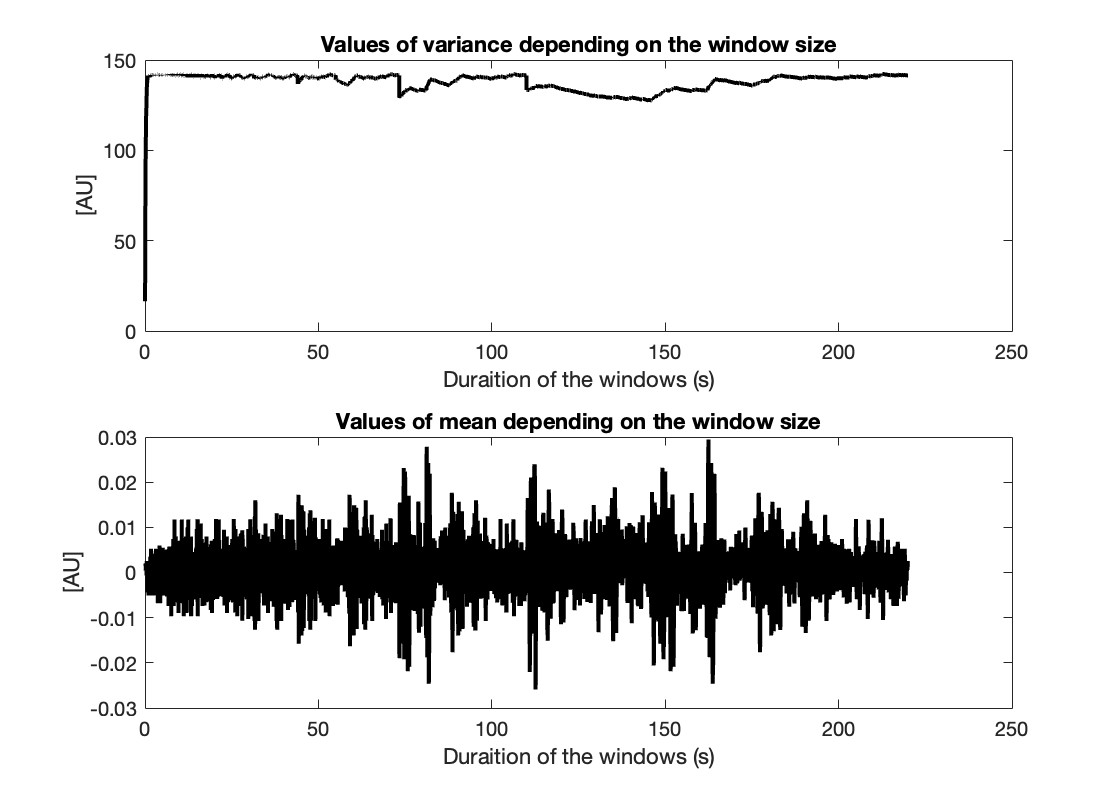 Values of variance depending on the window size
150
100
50
0
[AU]
0 50 100 150 200 250
Duraition of the windows (s)
Values of mean depending on the window size
0.03
0.02
0.01
0
-0.01
-0.02
-0.03
[AU]
0 50 100 150 200 250
Duraition of the windows (s)